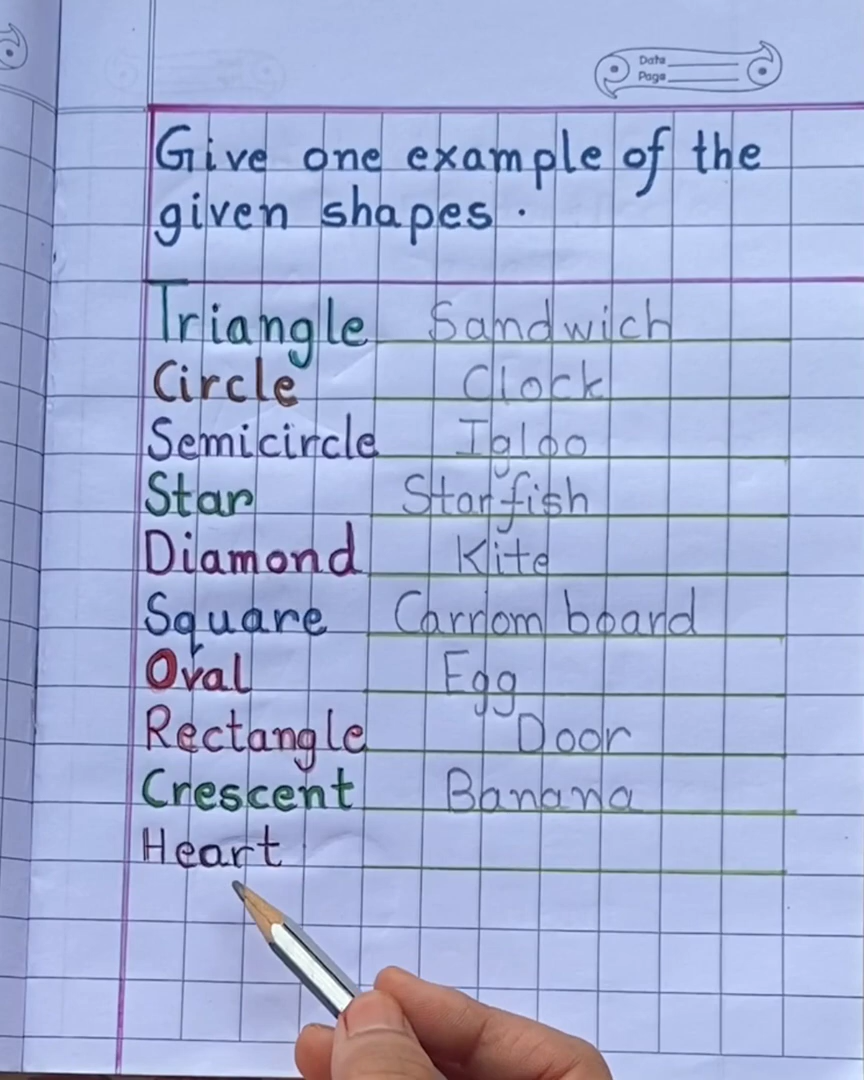 Data
Page
Give one example of the
given shapes.
Triangle Sandwich
Circle Clock
Semicircle Igloo
Star Starfish
Diamond Kite
Square Carrom board
Oval Egg
Rectangle Door
Crescent Banana
Heart